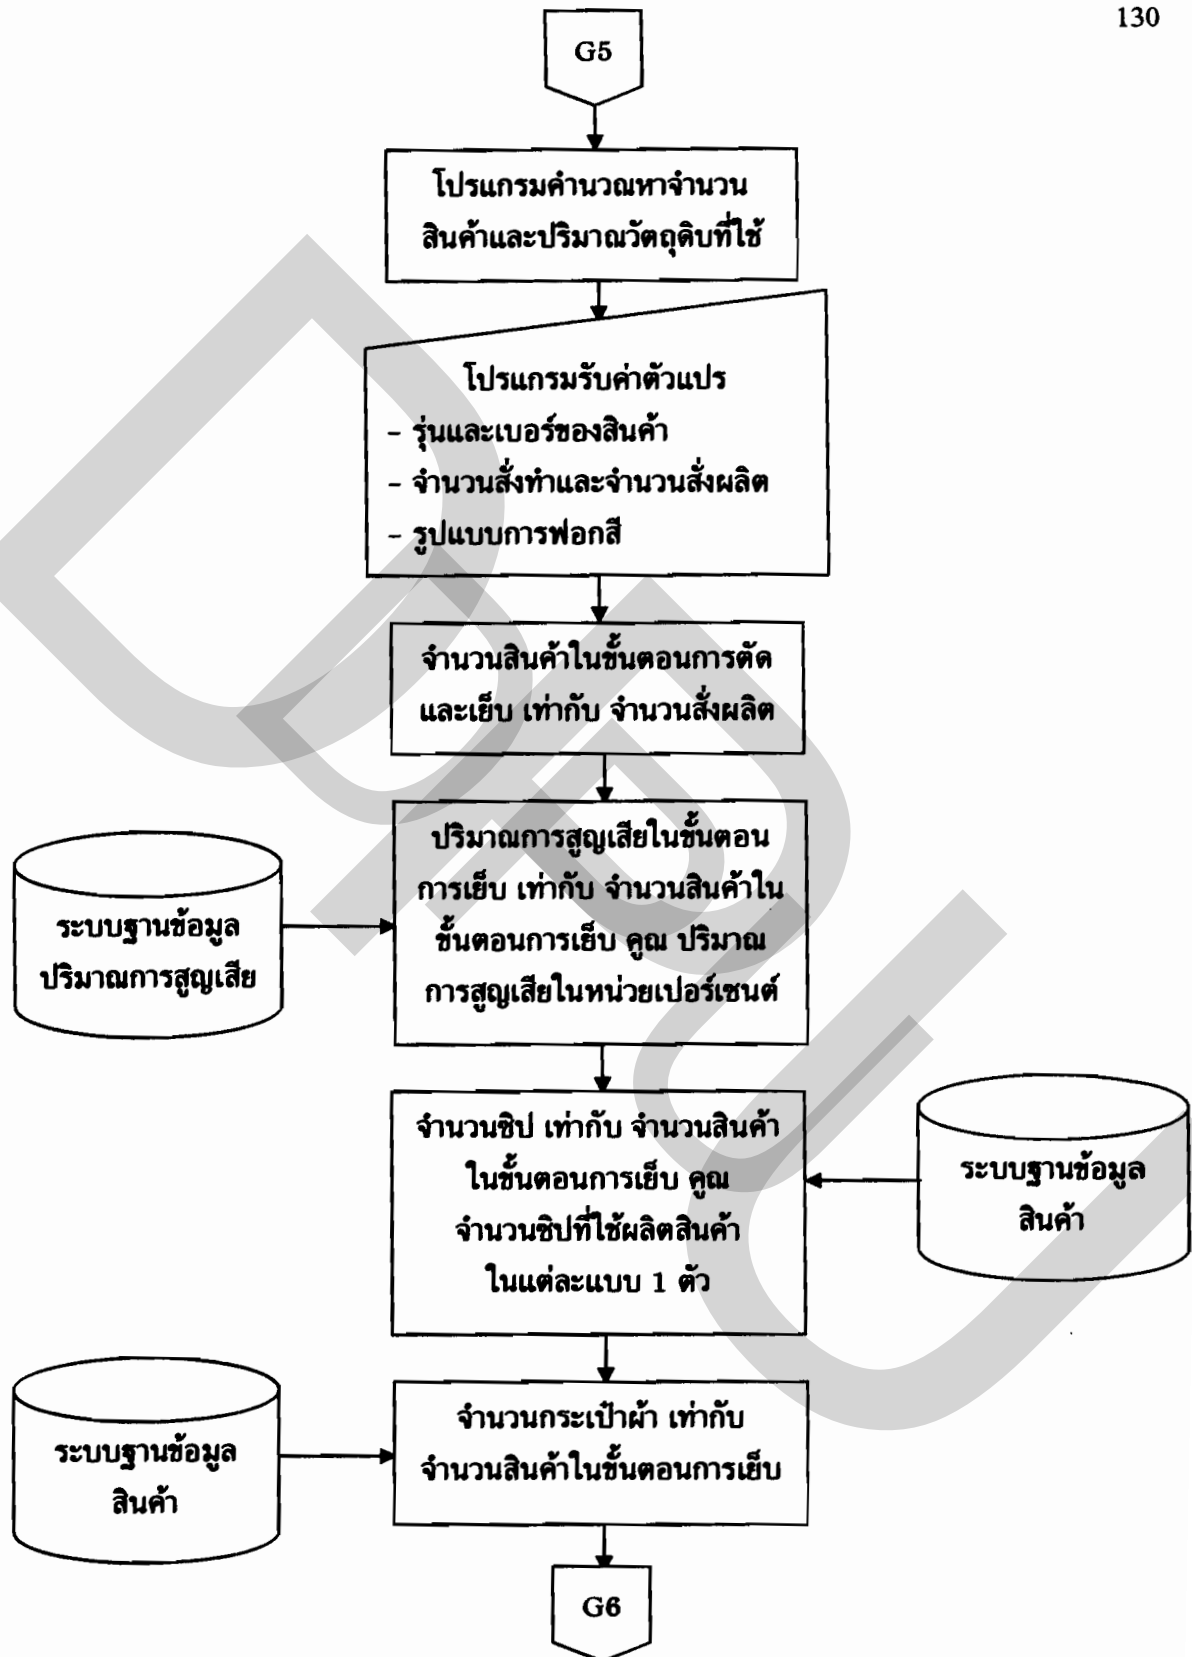 130
G5
โปรแกรมคำนวณหาจำนวน
สินค้าและปริมาณวัตถุดิบที่ใช้
โปรแกรมรับค่าตัวแปร
- รุ่นและเบอร์ของสินค้า
- จำนวนสั่งทำและจำนวนสั่งผลิต
- รูปแบบการฟอกสี
จำนวนสินค้าในขั้นตอนการตัด
และเย็บ เท่ากับ จำนวนสั่งผลิต
ปริมาณการสูญเสียในขั้นตอน
การเย็บ เท่ากับ จำนวนสินค้าใน
ขั้นตอนการเย็บ คูณ ปริมาณ
การสูญเสียในหน่วยเปอร์เซนต์
ระบบฐานข้อมูล
ปริมาณการสูญเสีย
จำนวนซิป เท่ากับ จำนวนสินค้า
ในขั้นตอนการเย็บ คูณ
จำนวนซิปที่ใช้ผลิตสินค้า
ในแต่ละแบบ 1 ตัว
ระบบฐานข้อมูล
สินค้า
จำนวนกระเป๋าผ้า เท่ากับ
จำนวนสินค้าในขั้นตอนการเย็บ
ระบบฐานข้อมูล
สินค้า
G6